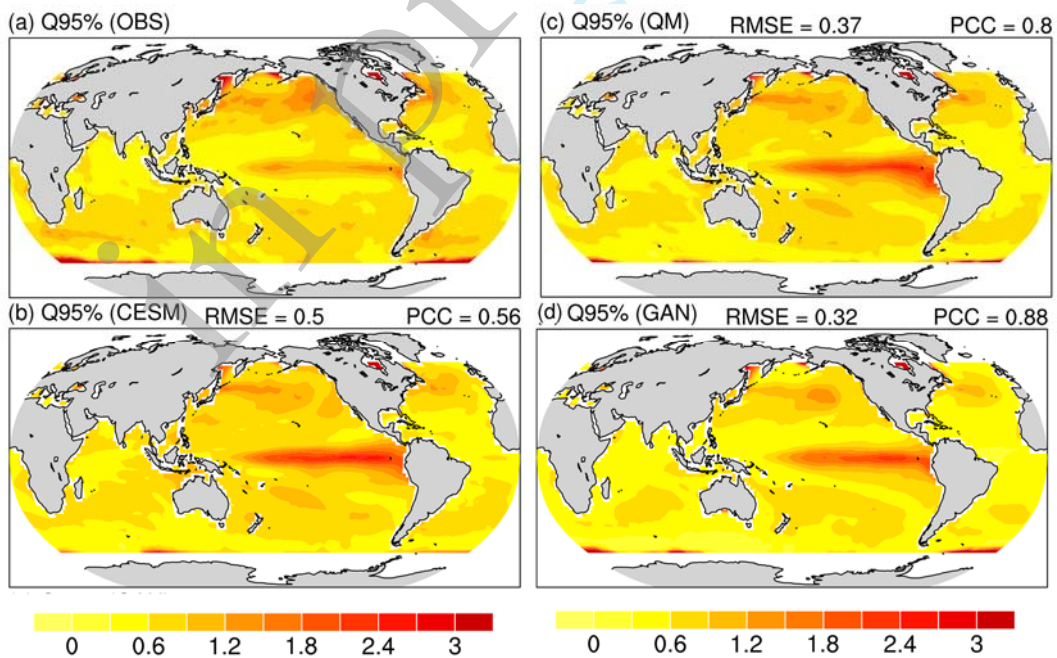 (a) Q95% (OBS)
(c) Q95% (QM) RMSE = 0.37 PCC = 0.8
(b) Q95% (CESM) RMSE = 0.5 PCC = 0.56
(d) Q95% (GAN) RMSE = 0.32 PCC = 0.88
0 0.6 1.2 1.8 2.4 3
0 0.6 1.2 1.8 2.4 3